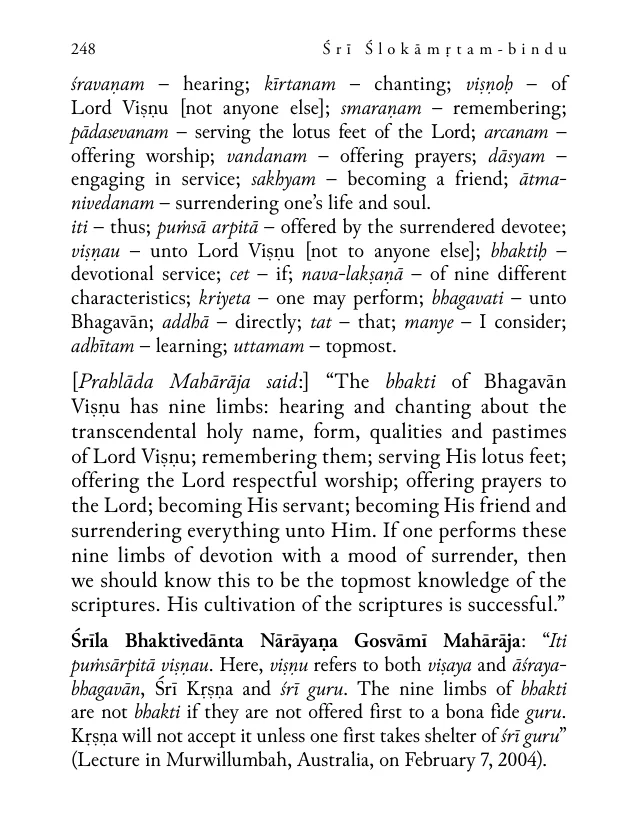 248
Śrī Ślokāmṛtam-bindu
śravaṇam – hearing; kīrtanam – chanting; viṣṇoḥ – of
Lord Viṣṇu [not anyone else]; smaraṇam – remembering;
pādasevanam – serving the lotus feet of the Lord; arcanam –
offering worship; vandanam – offering prayers; dāsyam –
engaging in service; sakhyam – becoming a friend; ātma-
nivedanam – surrendering one’s life and soul.
iti – thus; puṁsā arpitā – offered by the surrendered devotee;
viṣṇau – unto Lord Viṣṇu [not to anyone else]; bhaktiḥ –
devotional service; cet – if; nava-lakṣaṇā – of nine different
characteristics; kriyeta – one may perform; bhagavati – unto
Bhagavān; addhā – directly; tat – that; manye – I consider;
adhītam – learning; uttamam – topmost.
[Prahlāda Mahārāja said:] “The bhakti of Bhagavān
Viṣṇu has nine limbs: hearing and chanting about the
transcendental holy name, form, qualities and pastimes
of Lord Viṣṇu; remembering them; serving His lotus feet;
offering the Lord respectful worship; offering prayers to
the Lord; becoming His servant; becoming His friend and
surrendering everything unto Him. If one performs these
nine limbs of devotion with a mood of surrender, then
we should know this to be the topmost knowledge of the
scriptures. His cultivation of the scriptures is successful.”
Śrīla Bhaktivedānta Nārāyaṇa Gosvāmī Mahārāja: “Iti
puṁsārpitā viṣṇau. Here, viṣṇu refers to both viṣaya and āśraya-
bhagavān, Śrī Kṛṣṇa and śrī guru. The nine limbs of bhakti
are not bhakti if they are not offered first to a bona fide guru.
Kṛṣṇa will not accept it unless one first takes shelter of śrī guru”
(Lecture in Murwillumbah, Australia, on February 7, 2004).